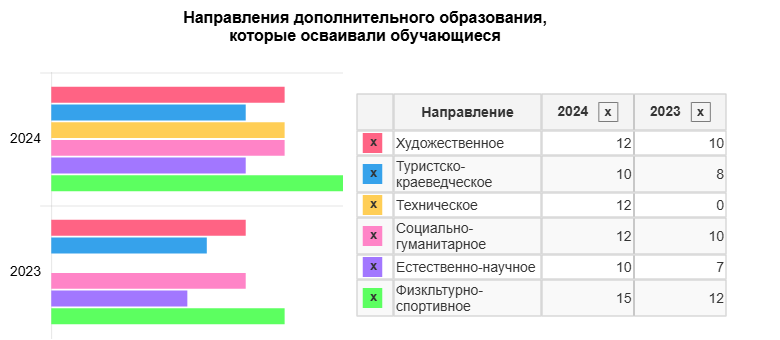 Направления дополнительного образования,
которые осваивали обучающиеся
2024
2023
Направление 2024 x 2023 x
x Художественное 12 10
x Туристско-
краеведческое 10 8
x Техническое 12 0
x Социально-
гуманитарное 12 10
x Естественно-научное 10 7
x Физкльтурно-
спортивное 15 12